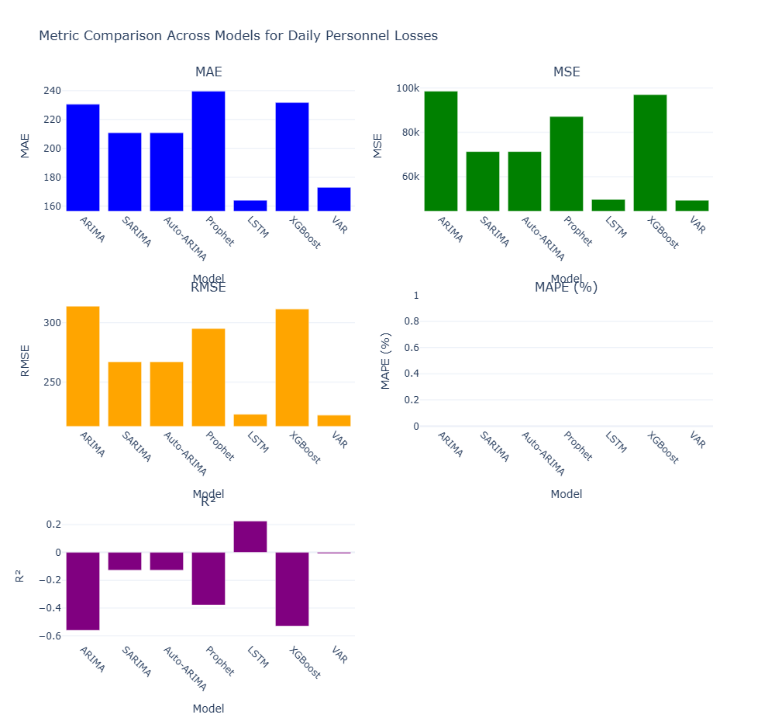 Metric Comparison Across Models for Daily Personnel Losses
MAE
240
220
200
180
160
MAE
ARIMA
SARIMA
Auto-ARIMA
Prophet
LSTM
XGBoost
VAR
Model
MSE
100k
80k
60k
MSE
ARIMA
SARIMA
Auto-ARIMA
Prophet
LSTM
XGBoost
VAR
Model
RMSE
300
250
RMSE
ARIMA
SARIMA
Auto-ARIMA
Prophet
LSTM
XGBoost
VAR
Model
MAPE (%)
1
0.8
0.6
0.4
0.2
0
MAPE (%)
ARIMA
SARIMA
Auto-ARIMA
Prophet
LSTM
XGBoost
VAR
Model
R²
0.2
0
−0.2
−0.4
−0.6
R²
ARIMA
SARIMA
Auto-ARIMA
Prophet
LSTM
XGBoost
VAR
Model